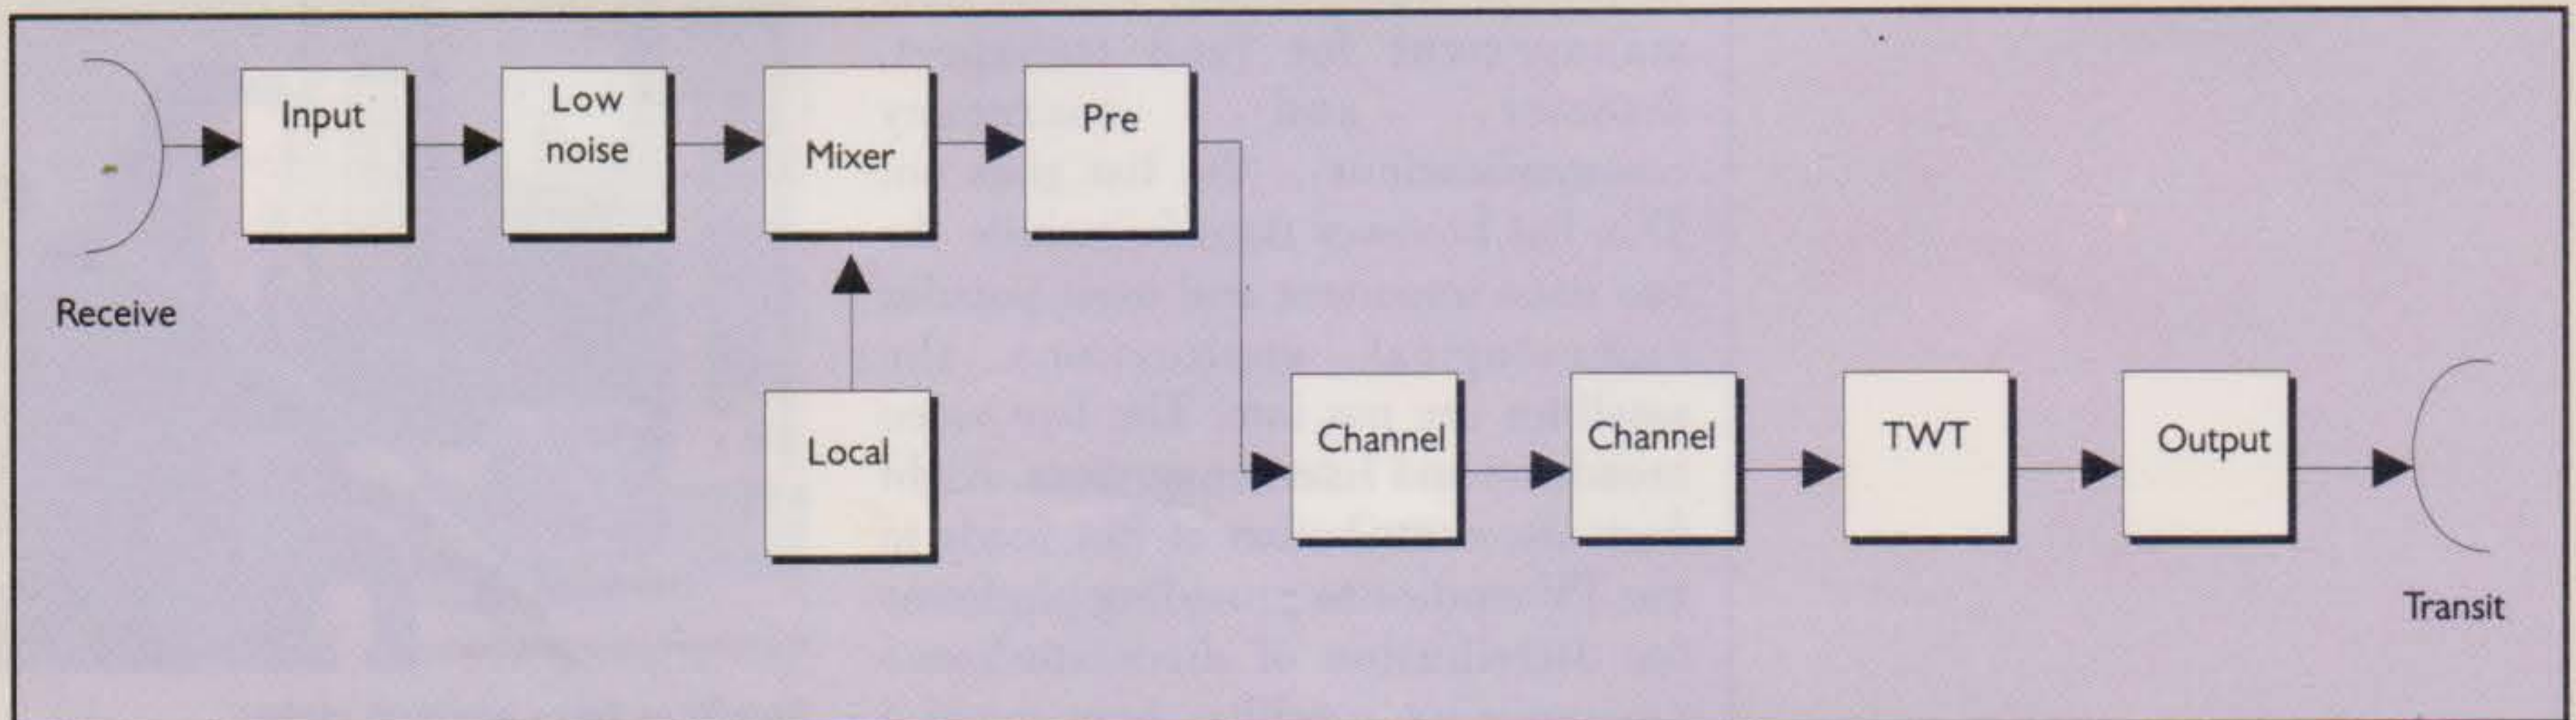 Input
Low
noise
Mixer
Pre
Receive
Local
Channel
Channel
TWT
Output
Transit